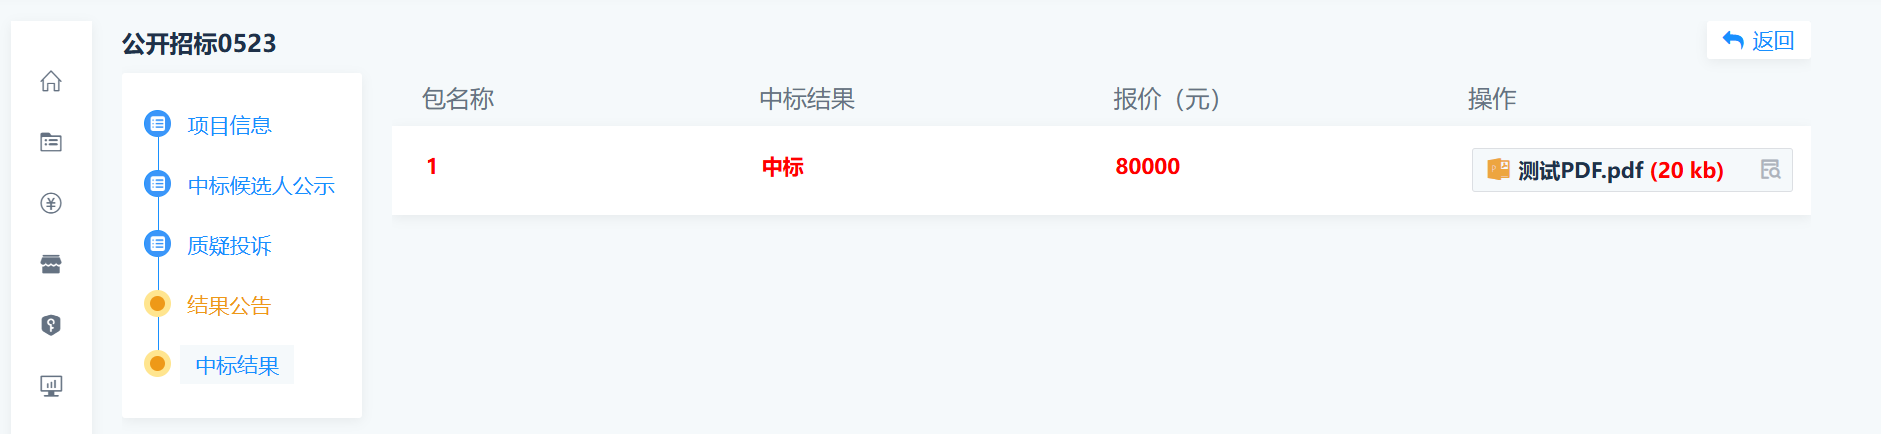 公开招标0523
返回
项目信息
中标候选人公示
质疑投诉
结果公告
中标结果
包名称 中标结果 报价（元） 操作
1 中标 80000 测试PDF.pdf (20 kb)